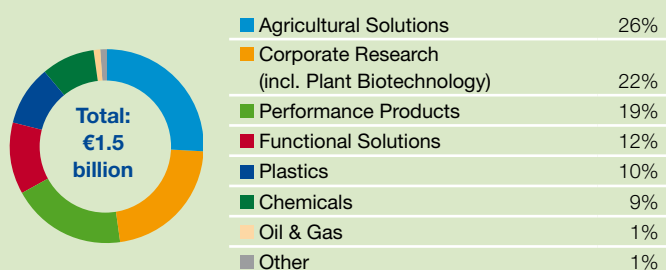 Total:
€1.5
billion
Agricultural Solutions 26%
Corporate Research
(incl. Plant Biotechnology) 22%
Performance Products 19%
Functional Solutions 12%
Plastics 10%
Chemicals 9%
Oil & Gas 1%
Other 1%